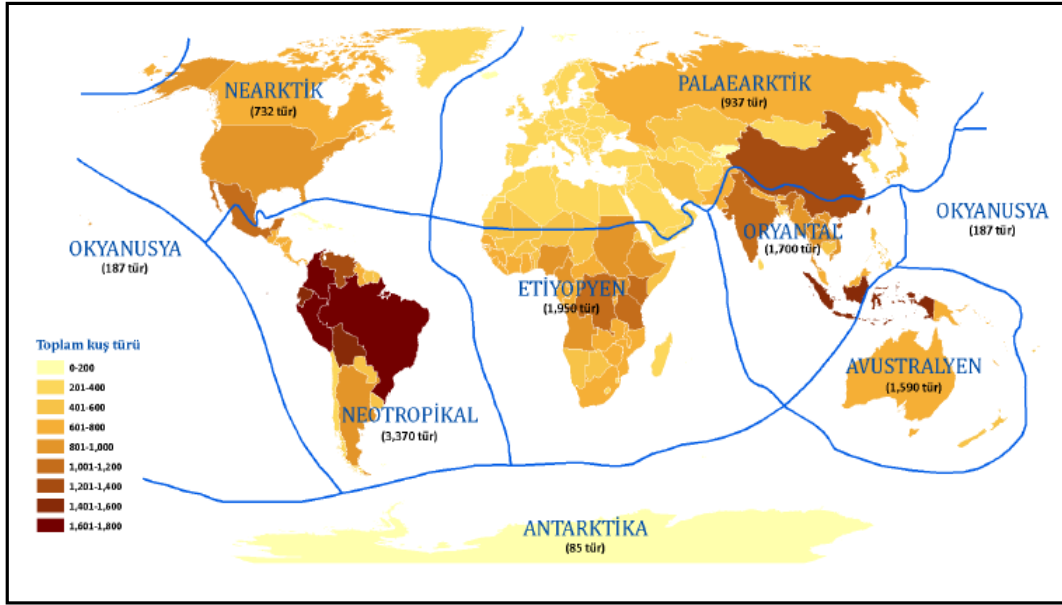 NEARKTİK
(732 tür)
PALAEARKTİK
(937 tür)
OKYANUSYA
(187 tür)
OKYANUSYA
(187 tür)
ORYANTAL
(1,700 tür)
ETİYOPYEN
(1,950 tür)
AVUSTRALYEN
(1,590 tür)
NEOTROPİKAL
(3,370 tür)
ANTARKTİKA
(85 tür)
Toplam kuş türü
0-200
201-400
401-600
601-800
801-1,000
1,001-1,200
1,201-1,400
1,401-1,600
1,601-1,800